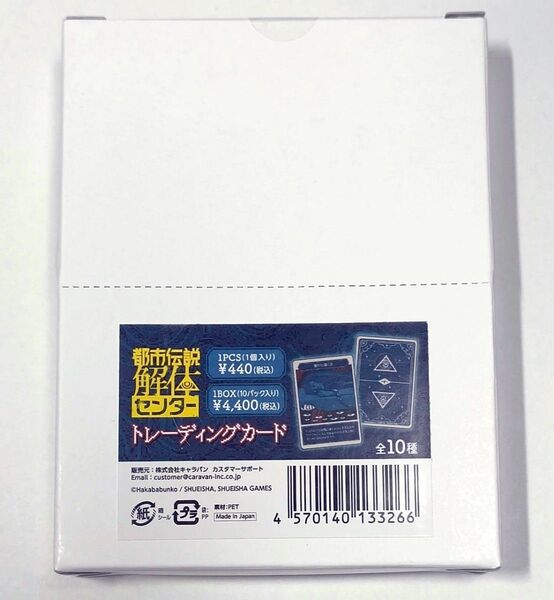 都市伝説
解体
センター
1PCS(1個入り)
¥440(税込)
1BOX(10パック入り)
¥4,400(税込)
トレーディングカード
全10種
販売元：株式会社キャラバン カスタマーサポート
Email：customer@caravan-inc.co.jp
©Hakababunko / SHUEISHA, SHUEISHA GAMES
紙
箱
シール
プラ
袋:
PP
素材：PET
Made in Japan
4 570140 133266